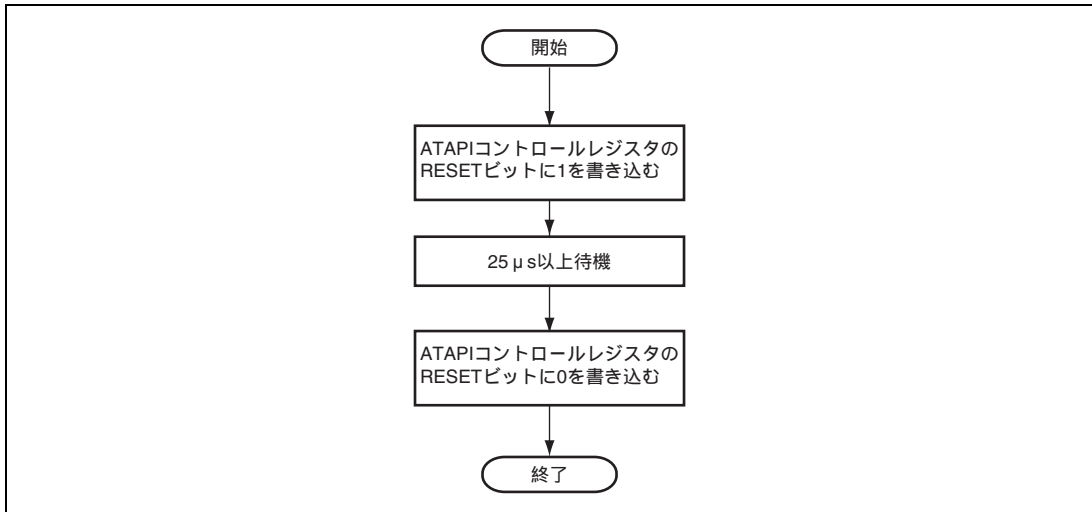 開始
ATAPIコントロールレジスタの
RESETビットに1を書き込む
25μs以上待機
ATAPIコントロールレジスタの
RESETビットに0を書き込む
終了